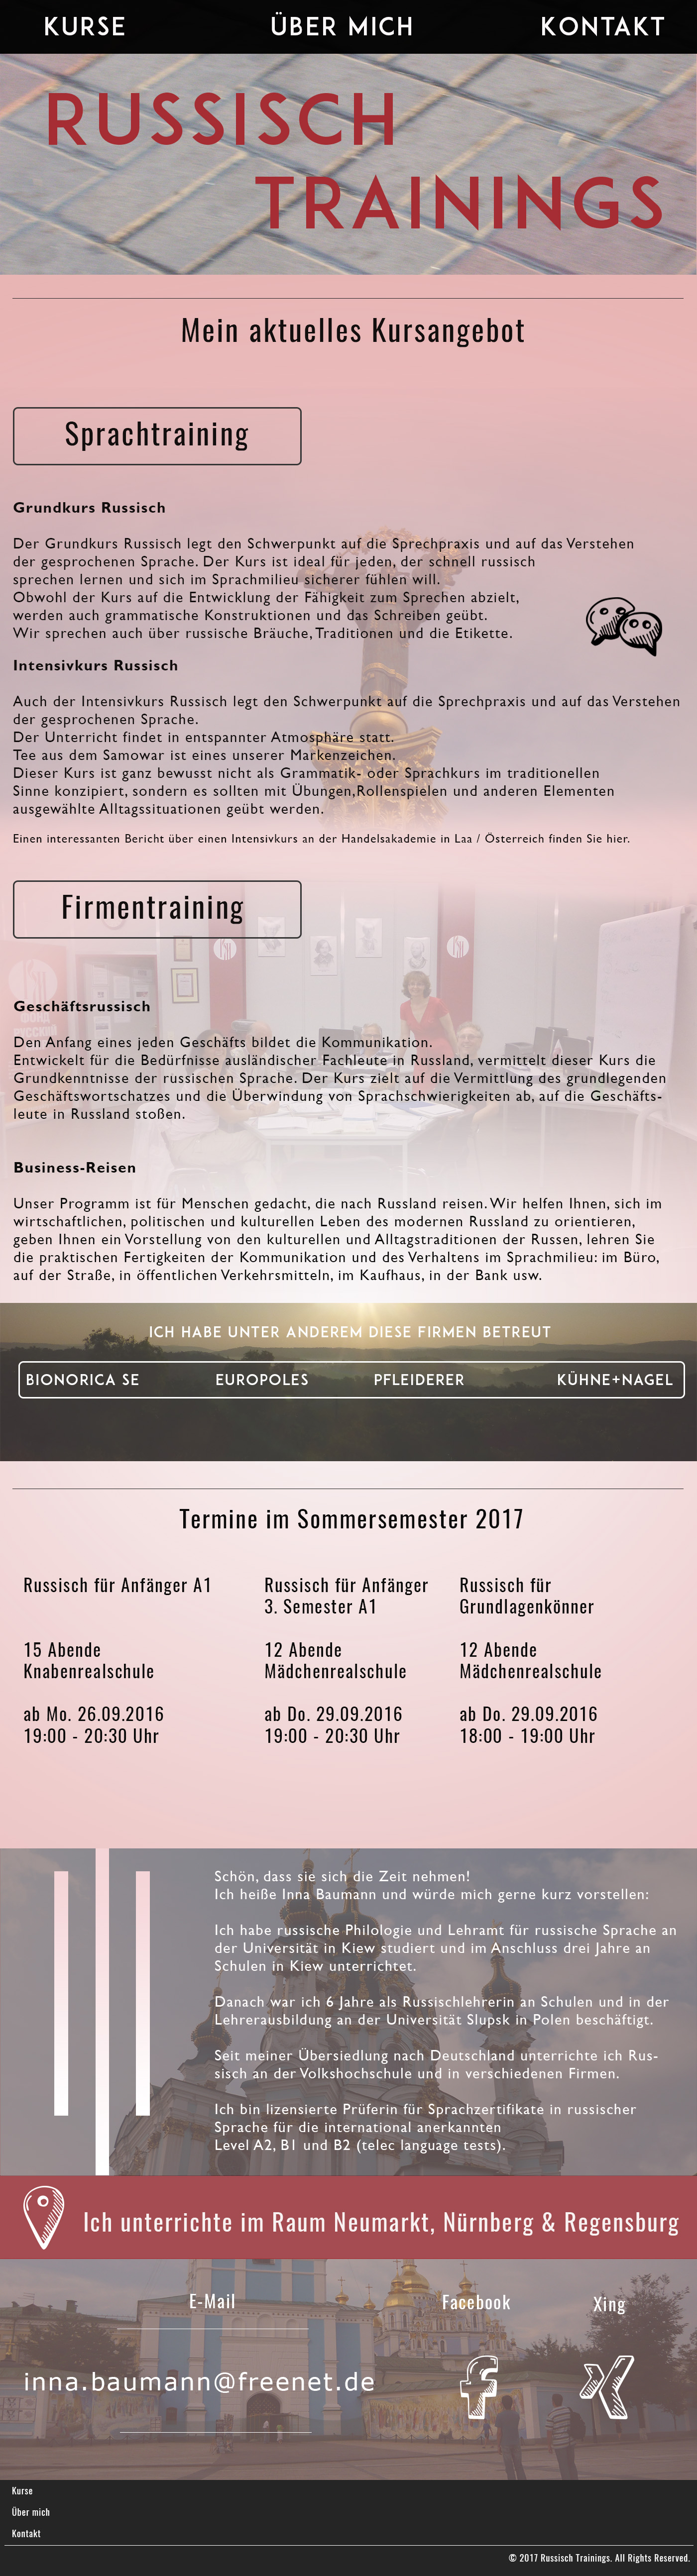 KURSE ÜBER MICH KONTAKT
RUSSISCH
TRAININGS
Mein aktuelles Kursangebot
Sprachtraining
Grundkurs Russisch
Der Grundkurs Russisch legt den Schwerpunkt auf die Sprechpraxis und auf das Verstehen
der gesprochenen Sprache. Der Kurs ist ideal für jeden, der schnell russisch
sprechen lernen und sich im Sprachmilieu sicherer fühlen will.
Obwohl der Kurs auf die Entwicklung der Fähigkeit zum Sprechen abzielt,
werden auch grammatische Konstruktionen und das Schreiben geübt.
Wir sprechen auch über russische Bräuche, Traditionen und die Etikette.
Intensivkurs Russisch
Auch der Intensivkurs Russisch legt den Schwerpunkt auf die Sprechpraxis und auf das Verstehen
der gesprochenen Sprache.
Der Unterricht findet in entspannter Atmosphäre statt.
Tee aus dem Samowar ist eines unserer Markenzeichen.
Dieser Kurs ist ganz bewusst nicht als Grammatik- oder Sprachkurs im traditionellen
Sinne konzipiert, sondern es sollten mit Übungen,Rollenspielen und anderen Elementen
ausgewählte Alltagssituationen geübt werden.
Einen interessanten Bericht über einen Intensivkurs an der Handelsakademie in Laa / Österreich finden Sie hier.
Firmentraining
Geschäftsrussisch
Den Anfang eines jeden Geschäfts bildet die Kommunikation.
Entwickelt für die Bedürfnisse ausländischer Fachleute in Russland, vermittelt dieser Kurs die
Grundkenntnisse der russischen Sprache. Der Kurs zielt auf die Vermittlung des grundlegenden
Geschäftswortschatzes und die Überwindung von Sprachschwierigkeiten ab, auf die Geschäfts-
leute in Russland stoßen.
Business-Reisen
Unser Programm ist für Menschen gedacht, die nach Russland reisen. Wir helfen Ihnen, sich im
wirtschaftlichen, politischen und kulturellen Leben des modernen Russland zu orientieren,
geben Ihnen ein Vorstellung von den kulturellen und Alltagstraditionen der Russen, lehren Sie
die praktischen Fertigkeiten der Kommunikation und des Verhaltens im Sprachmilieu: im Büro,
auf der Straße, in öffentlichen Verkehrsmitteln, im Kaufhaus, in der Bank usw.
ICH HABE UNTER ANDEREM DIESE FIRMEN BETREUT
BIONORICA SE EUROPOLES PFLEIDERER KÜHNE+NAGEL
Termine im Sommersemester 2017
Russisch für Anfänger A1
15 Abende
Knabenrealschule
ab Mo. 26.09.2016
19:00 - 20:30 Uhr
Russisch für Anfänger
3. Semester A1
12 Abende
Mädchenrealschule
ab Do. 29.09.2016
19:00 - 20:30 Uhr
Russisch für
Grundlagenkönner
12 Abende
Mädchenrealschule
ab Do. 29.09.2016
18:00 - 19:00 Uhr
Schön, dass sie sich die Zeit nehmen!
Ich heiße Inna Baumann und würde mich gerne kurz vorstellen:
Ich habe russische Philologie und Lehramt für russische Sprache an
der Universität in Kiew studiert und im Anschluss drei Jahre an
Schulen in Kiew unterrichtet.
Danach war ich 6 Jahre als Russischlehrerin an Schulen und in der
Lehrerausbildung an der Universität Slupsk in Polen beschäftigt.
Seit meiner Übersiedlung nach Deutschland unterrichte ich Rus-
sisch an der Volkshochschule und in verschiedenen Firmen.
Ich bin lizensierte Prüferin für Sprachzertifikate in russischer
Sprache für die international anerkannten
Level A2, B1 und B2 (telec language tests).
Ich unterrichte im Raum Neumarkt, Nürnberg & Regensburg
E-Mail
inna.baumann@freenet.de
Facebook
Xing
Kurse
Über mich
Kontakt
© 2017 Russisch Trainings. All Rights Reserved.